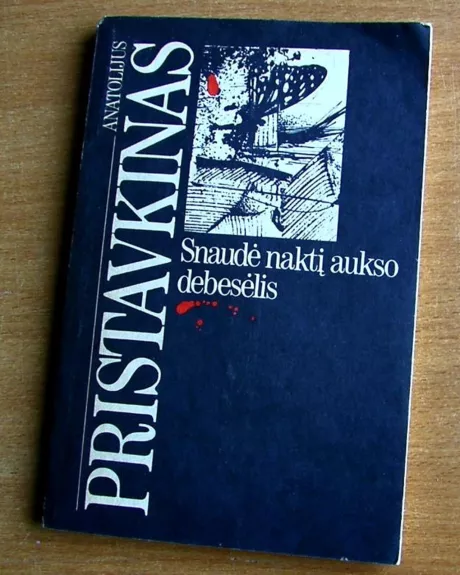 ANATOLIJUS
PRISTAVKINAS
Snaudė naktį aukso
debesėlis